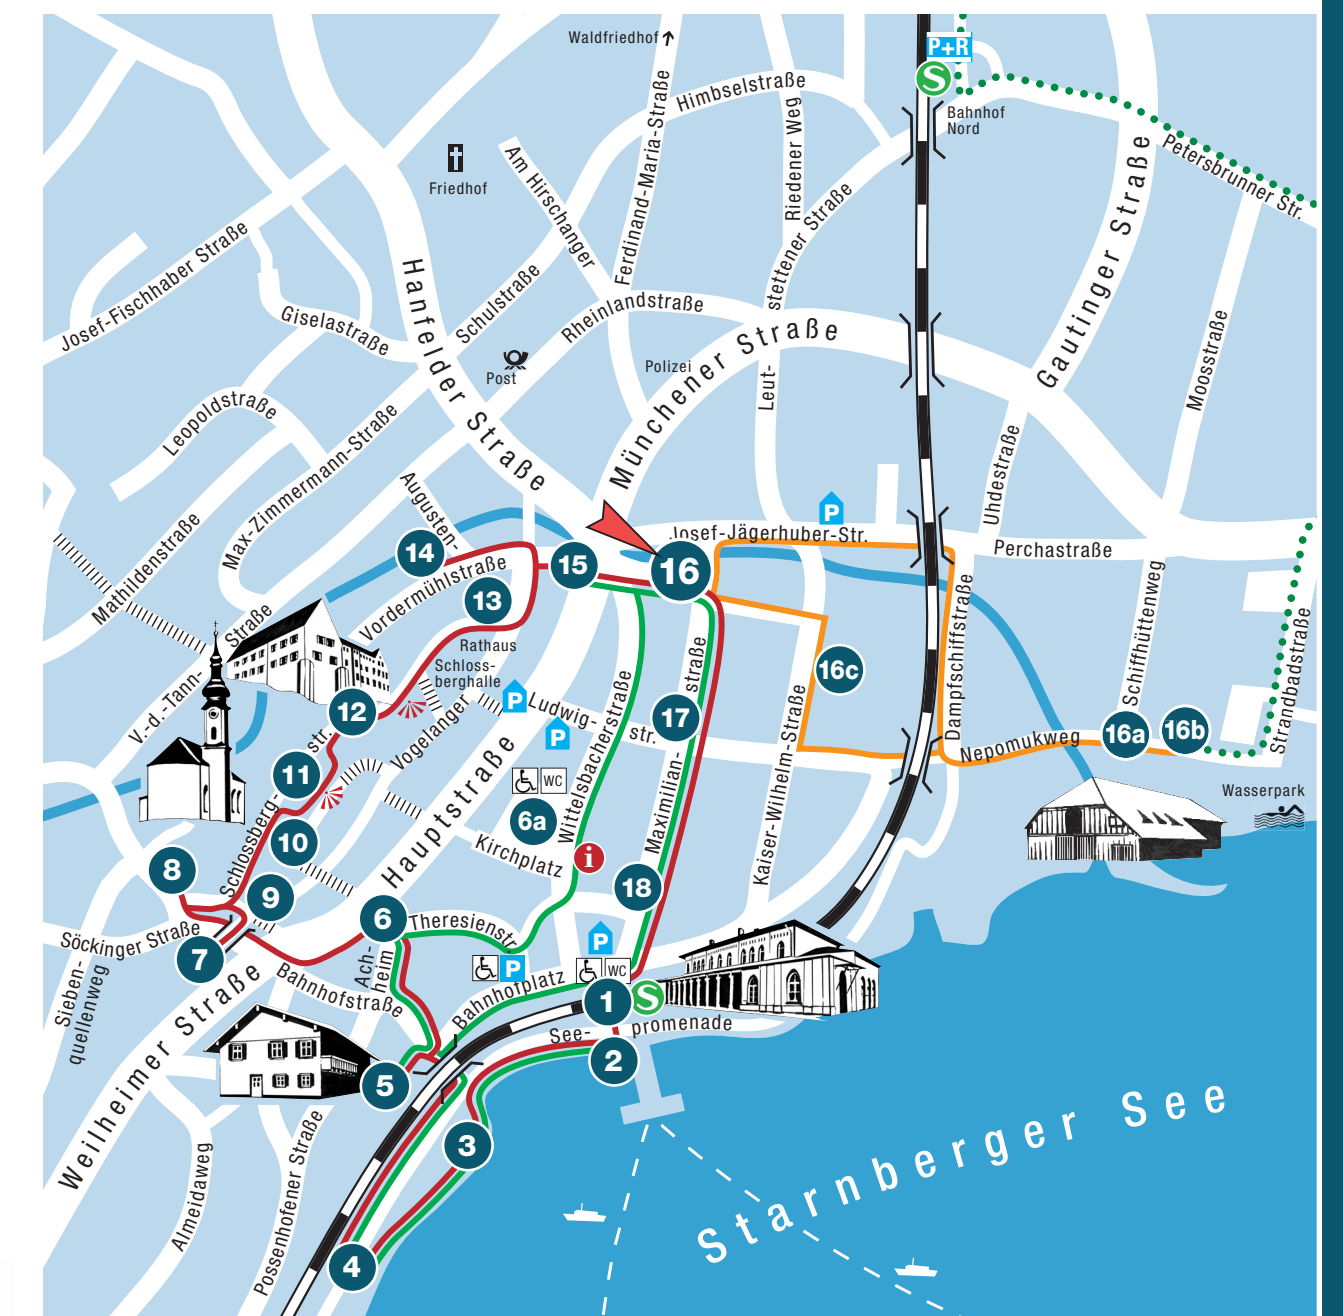 Waldfriedhof
P+R
S
Bahnhof
Nord
Himbselstraße
Ferdinand-Maria-Straße
Riedener Weg
Petersbrunner Str.
Friedhof
Am Hirschanger
Leut-
stettener Straße
Gautinger Straße
Josef-Fischhaber Straße
Hanfelder Straße
Schulstraße
Giselastraße
Rheinlandstraße
Münchener Straße
Moosstraße
Post
Polizei
Leopoldstraße
Max-Zimmermann-Straße
Augusten-
Uhdestraße
P
Josef-Jägerhuber-Str.
Perchastraße
Mathildenstraße
14
15
16
Vordermühlstraße
13
Rathaus
Schloss-
berghalle
V.-d.-Tann-
Straße
Dampfschiffstraße
Schiffhüttenweg
Strandbadstraße
16c
12
P
Ludwig-
str.
P
17
Maximilian-
straße
Kaiser-Wilhelm-Straße
Wittelsbacherstraße
Vogelanger
Nepomukweg
16a
16b
Wasserpark
11
Schlossberg-
str.
Hauptstraße
WC
6a
Kirchplatz
i
10
8
9
18
6
Theresienstr.
P
Söckinger Straße
7
Ach-
heim
P
WC
Sieben-
quellenweg
Bahnhofstraße
Bahnhofplatz
1
S
See-
promenade
2
Weilheimer Straße
5
3
Starnberger See
Almeidaweg
Possenhofener Straße
4